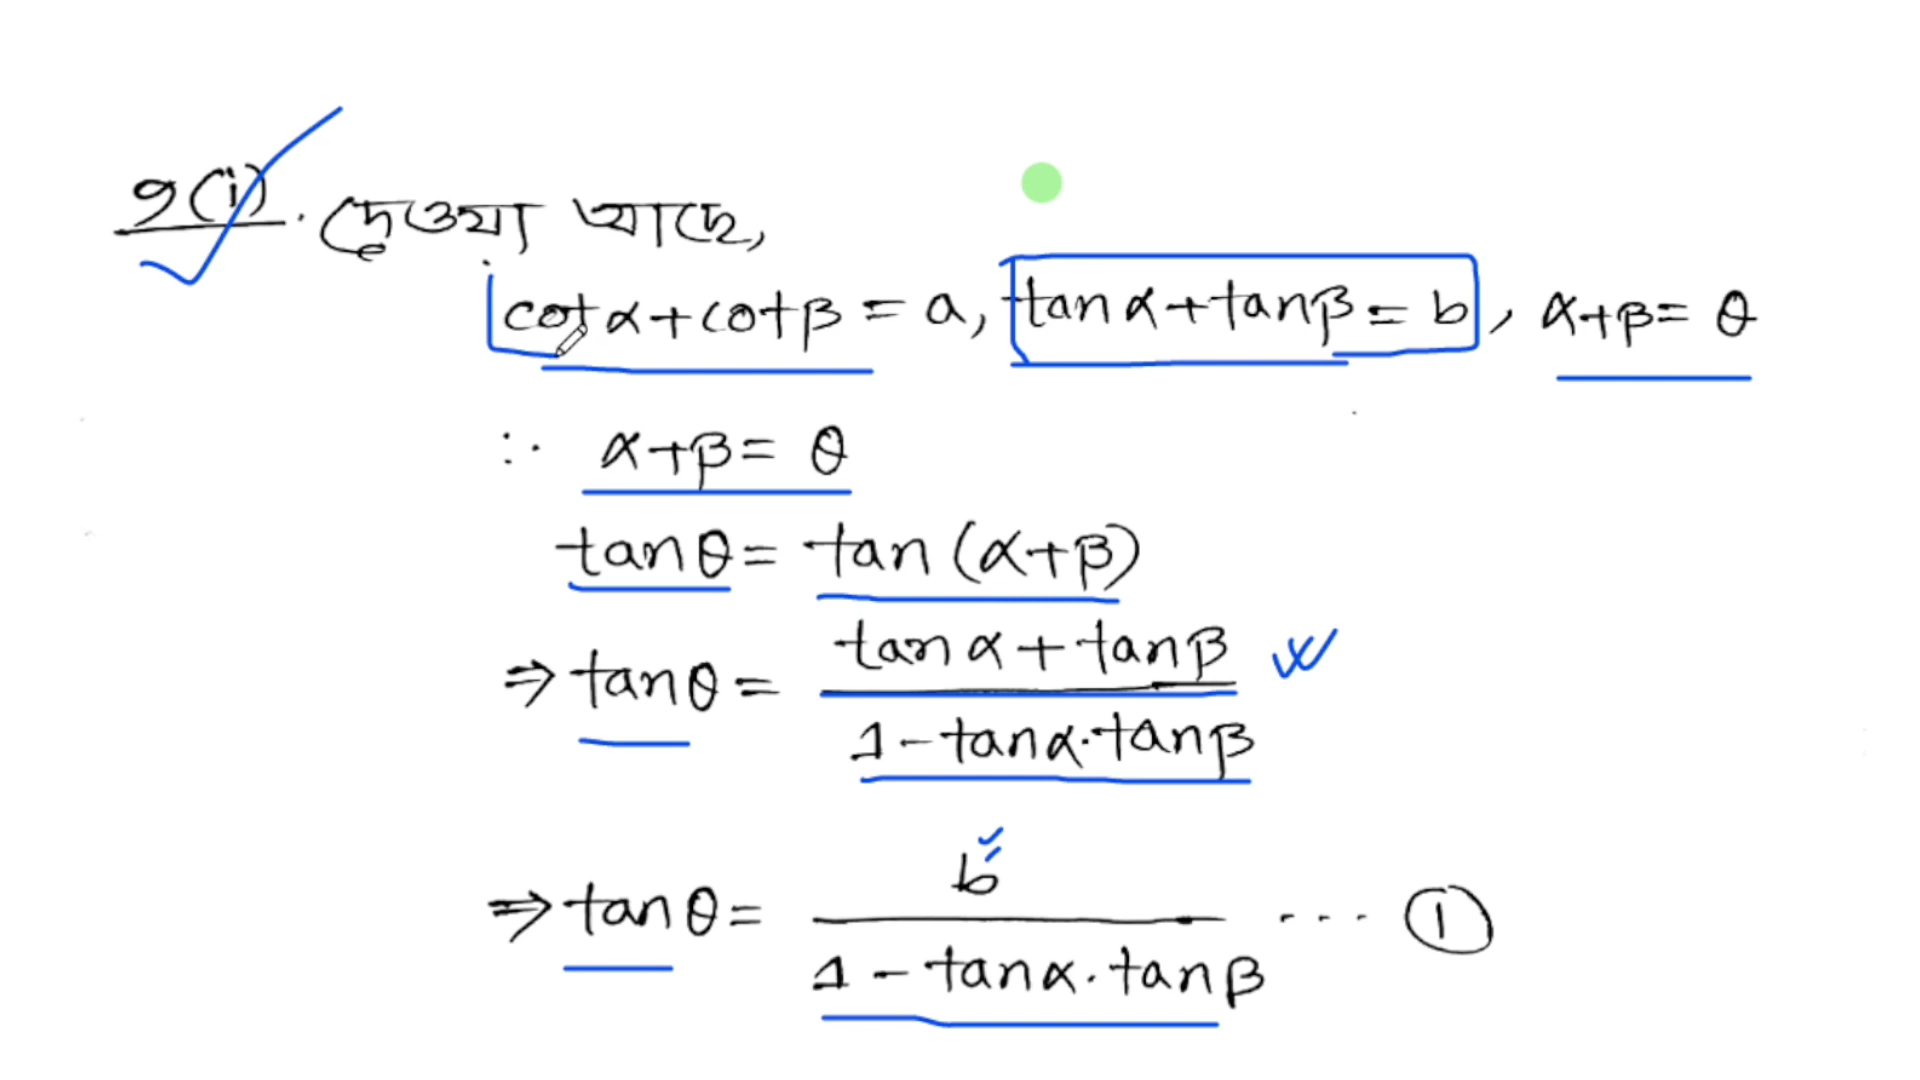 ৭(i). দেওয়া আছে,
cotα+cotβ = a, tanα+tanβ = b, α+β = θ
∴ α+β = θ
tanθ = tan(α+β)
⇒ tanθ = (tanα+tanβ)/(1-tanα·tanβ)
⇒ tanθ = b/(1-tanα·tanβ) ... ①